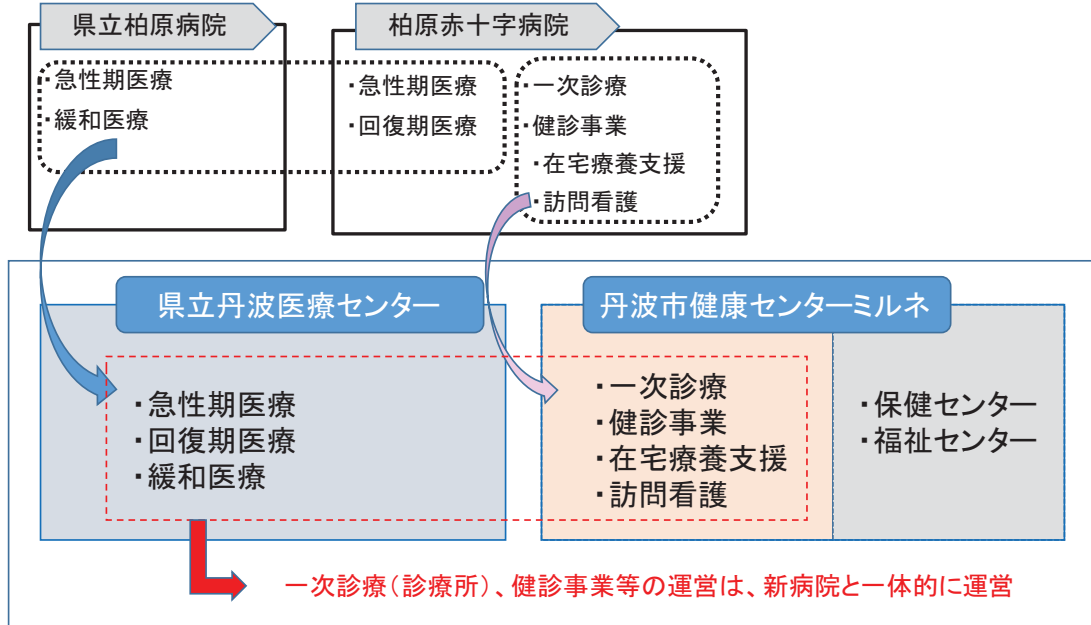 県立柏原病院
・急性期医療
・緩和医療
柏原赤十字病院
・急性期医療
・回復期医療
・一次診療
・健診事業
・在宅療養支援
・訪問看護
県立丹波医療センター
・急性期医療
・回復期医療
・緩和医療
丹波市健康センターミルネ
・一次診療
・健診事業
・在宅療養支援
・訪問看護
・保健センター
・福祉センター
一次診療(診療所)、健診事業等の運営は、新病院と一体的に運営